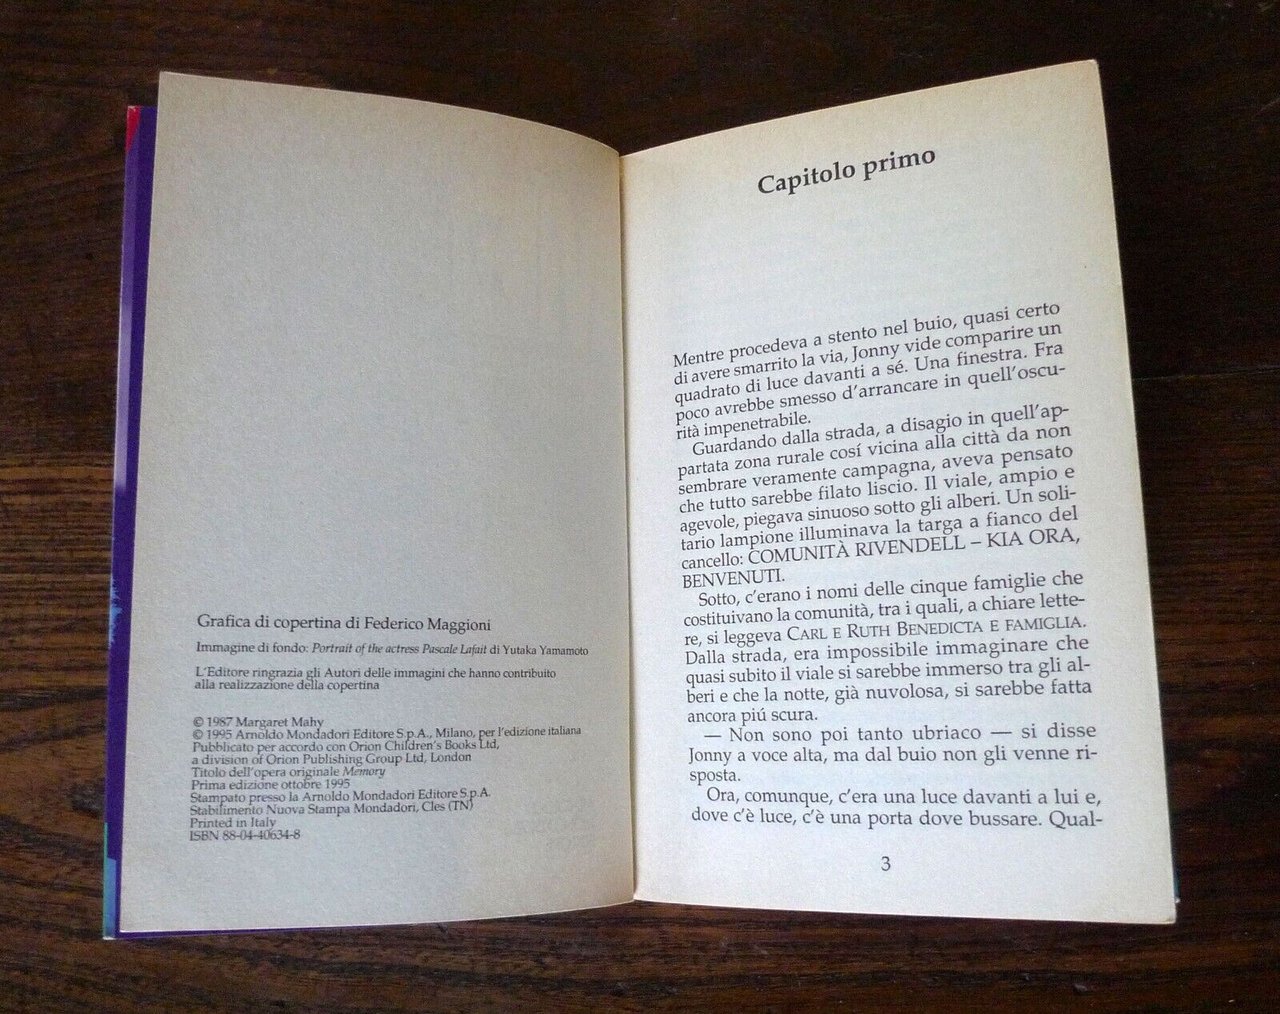 Grafica di copertina di Federico Maggioni
Immagine di fondo: Portrait of the actress Pascale Lafait di Yutaka Yamamoto
L'Editore ringrazia gli Autori delle immagini che hanno contribuito
alla realizzazione della copertina
© 1987 Margaret Mahy
© 1995 Arnoldo Mondadori Editore S.p.A., Milano, per l'edizione italiana
Pubblicato per accordo con Orion Children's Books Ltd,
a division of Orion Publishing Group Ltd, London
Titolo dell'opera originale Memory
Prima edizione ottobre 1995
Stampato presso la Arnoldo Mondadori Editore S.p.A.
Stabilimento Nuova Stampa Mondadori, Cles (TN)
Printed in Italy
ISBN 88-04-40634-8
Capitolo primo
Mentre procedeva a stento nel buio, quasi certo
di avere smarrito la via, Jonny vide comparire un
quadrato di luce davanti a sé. Una finestra. Fra
poco avrebbe smesso d'arrancare in quell'oscu-
rità impenetrabile.
Guardando dalla strada, a disagio in quell'ap-
partata zona rurale cosí vicina alla città da non
sembrare veramente campagna, aveva pensato
che tutto sarebbe filato liscio. Il viale, ampio e
agevole, piegava sinuoso sotto gli alberi. Un soli-
tario lampione illuminava la targa a fianco del
cancello: COMUNITÀ RIVENDELL – KIA ORA,
BENVENUTI.
Sotto, c'erano i nomi delle cinque famiglie che
costituivano la comunità, tra i quali, a chiare lette-
re, si leggeva CARL E RUTH BENEDICTA E FAMIGLIA.
Dalla strada, era impossibile immaginare che
quasi subito il viale si sarebbe immerso tra gli al-
beri e che la notte, già nuvolosa, si sarebbe fatta
ancora piú scura.
— Non sono poi tanto ubriaco — si disse
Jonny a voce alta, ma dal buio non gli venne ri-
sposta.
Ora, comunque, c'era una luce davanti a lui e,
dove c'è luce, c'è una porta dove bussare. Qual-
3